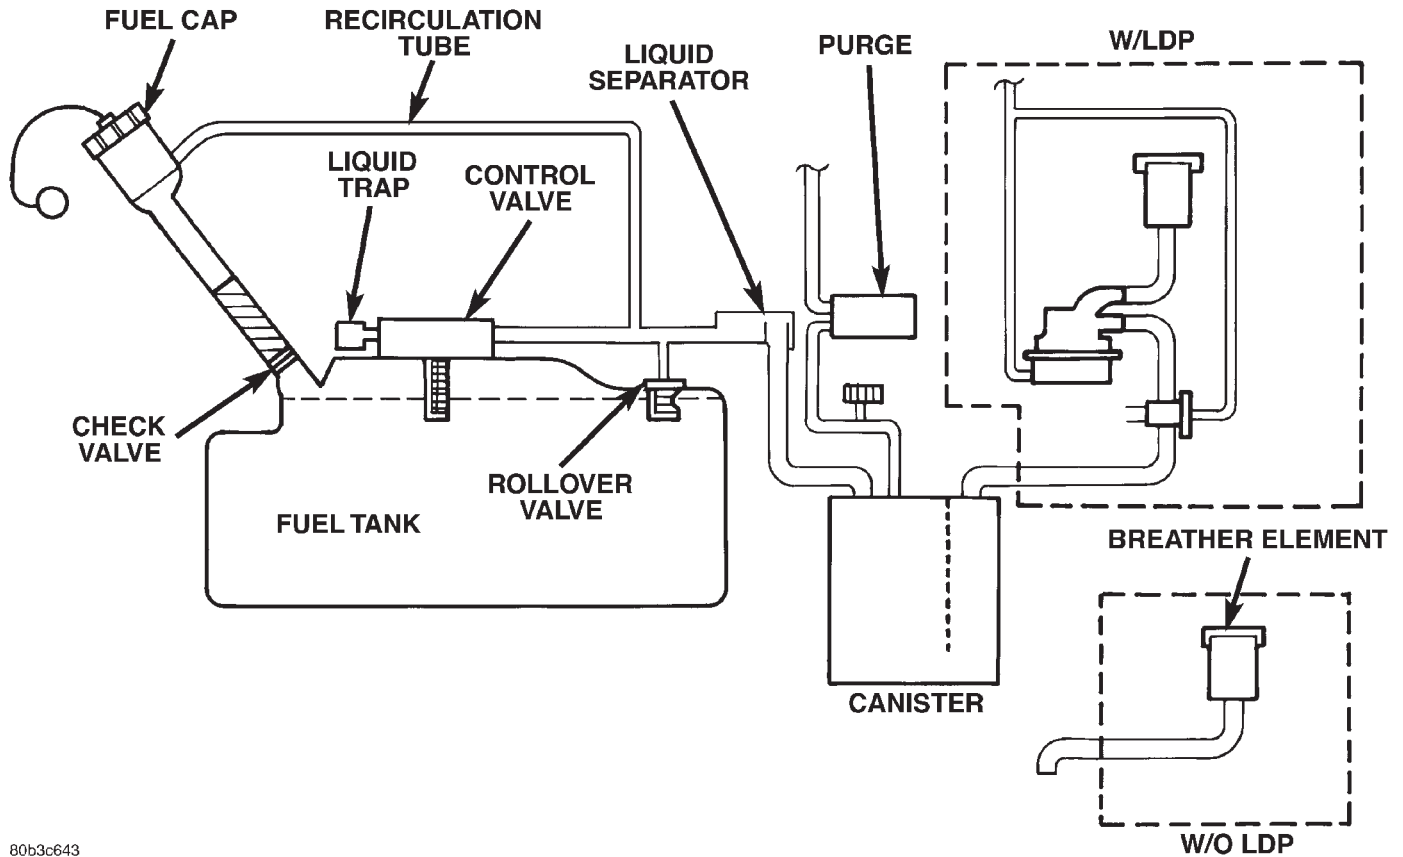 FUEL CAP
RECIRCULATION
TUBE
LIQUID
SEPARATOR
PURGE
W/LDP
LIQUID
TRAP
CONTROL
VALVE
CHECK
VALVE
ROLLOVER
VALVE
FUEL TANK
BREATHER ELEMENT
CANISTER
W/O LDP
80b3c643